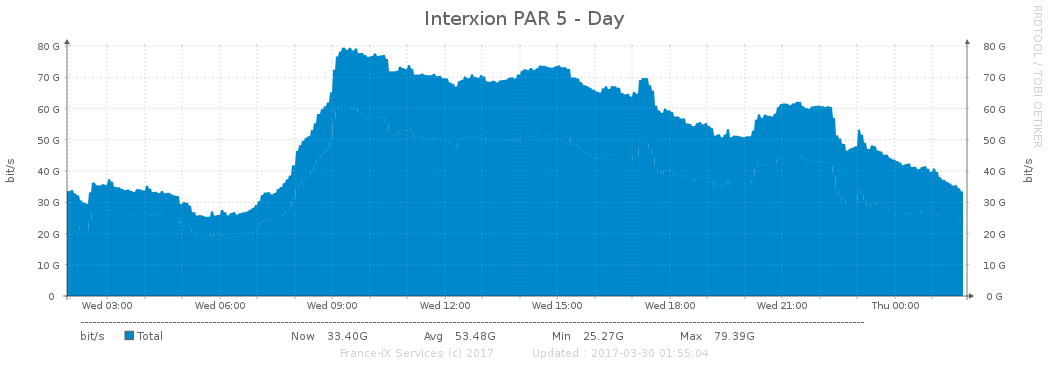 Interxion PAR 5 - Day
RRDTOOL / TOBI OETIKER
bit/s
80 G 80 G
70 G 70 G
60 G 60 G
50 G 50 G
40 G 40 G
30 G 30 G
20 G 20 G
10 G 10 G
0 0 G
bit/s
Wed 03:00 Wed 06:00 Wed 09:00 Wed 12:00 Wed 15:00 Wed 18:00 Wed 21:00 Thu 00:00
bit/s Total Now 33.40G Avg 53.48G Min 25.27G Max 79.39G
France-IX Services (c) 2017 Updated : 2017-03-30 01:55:04